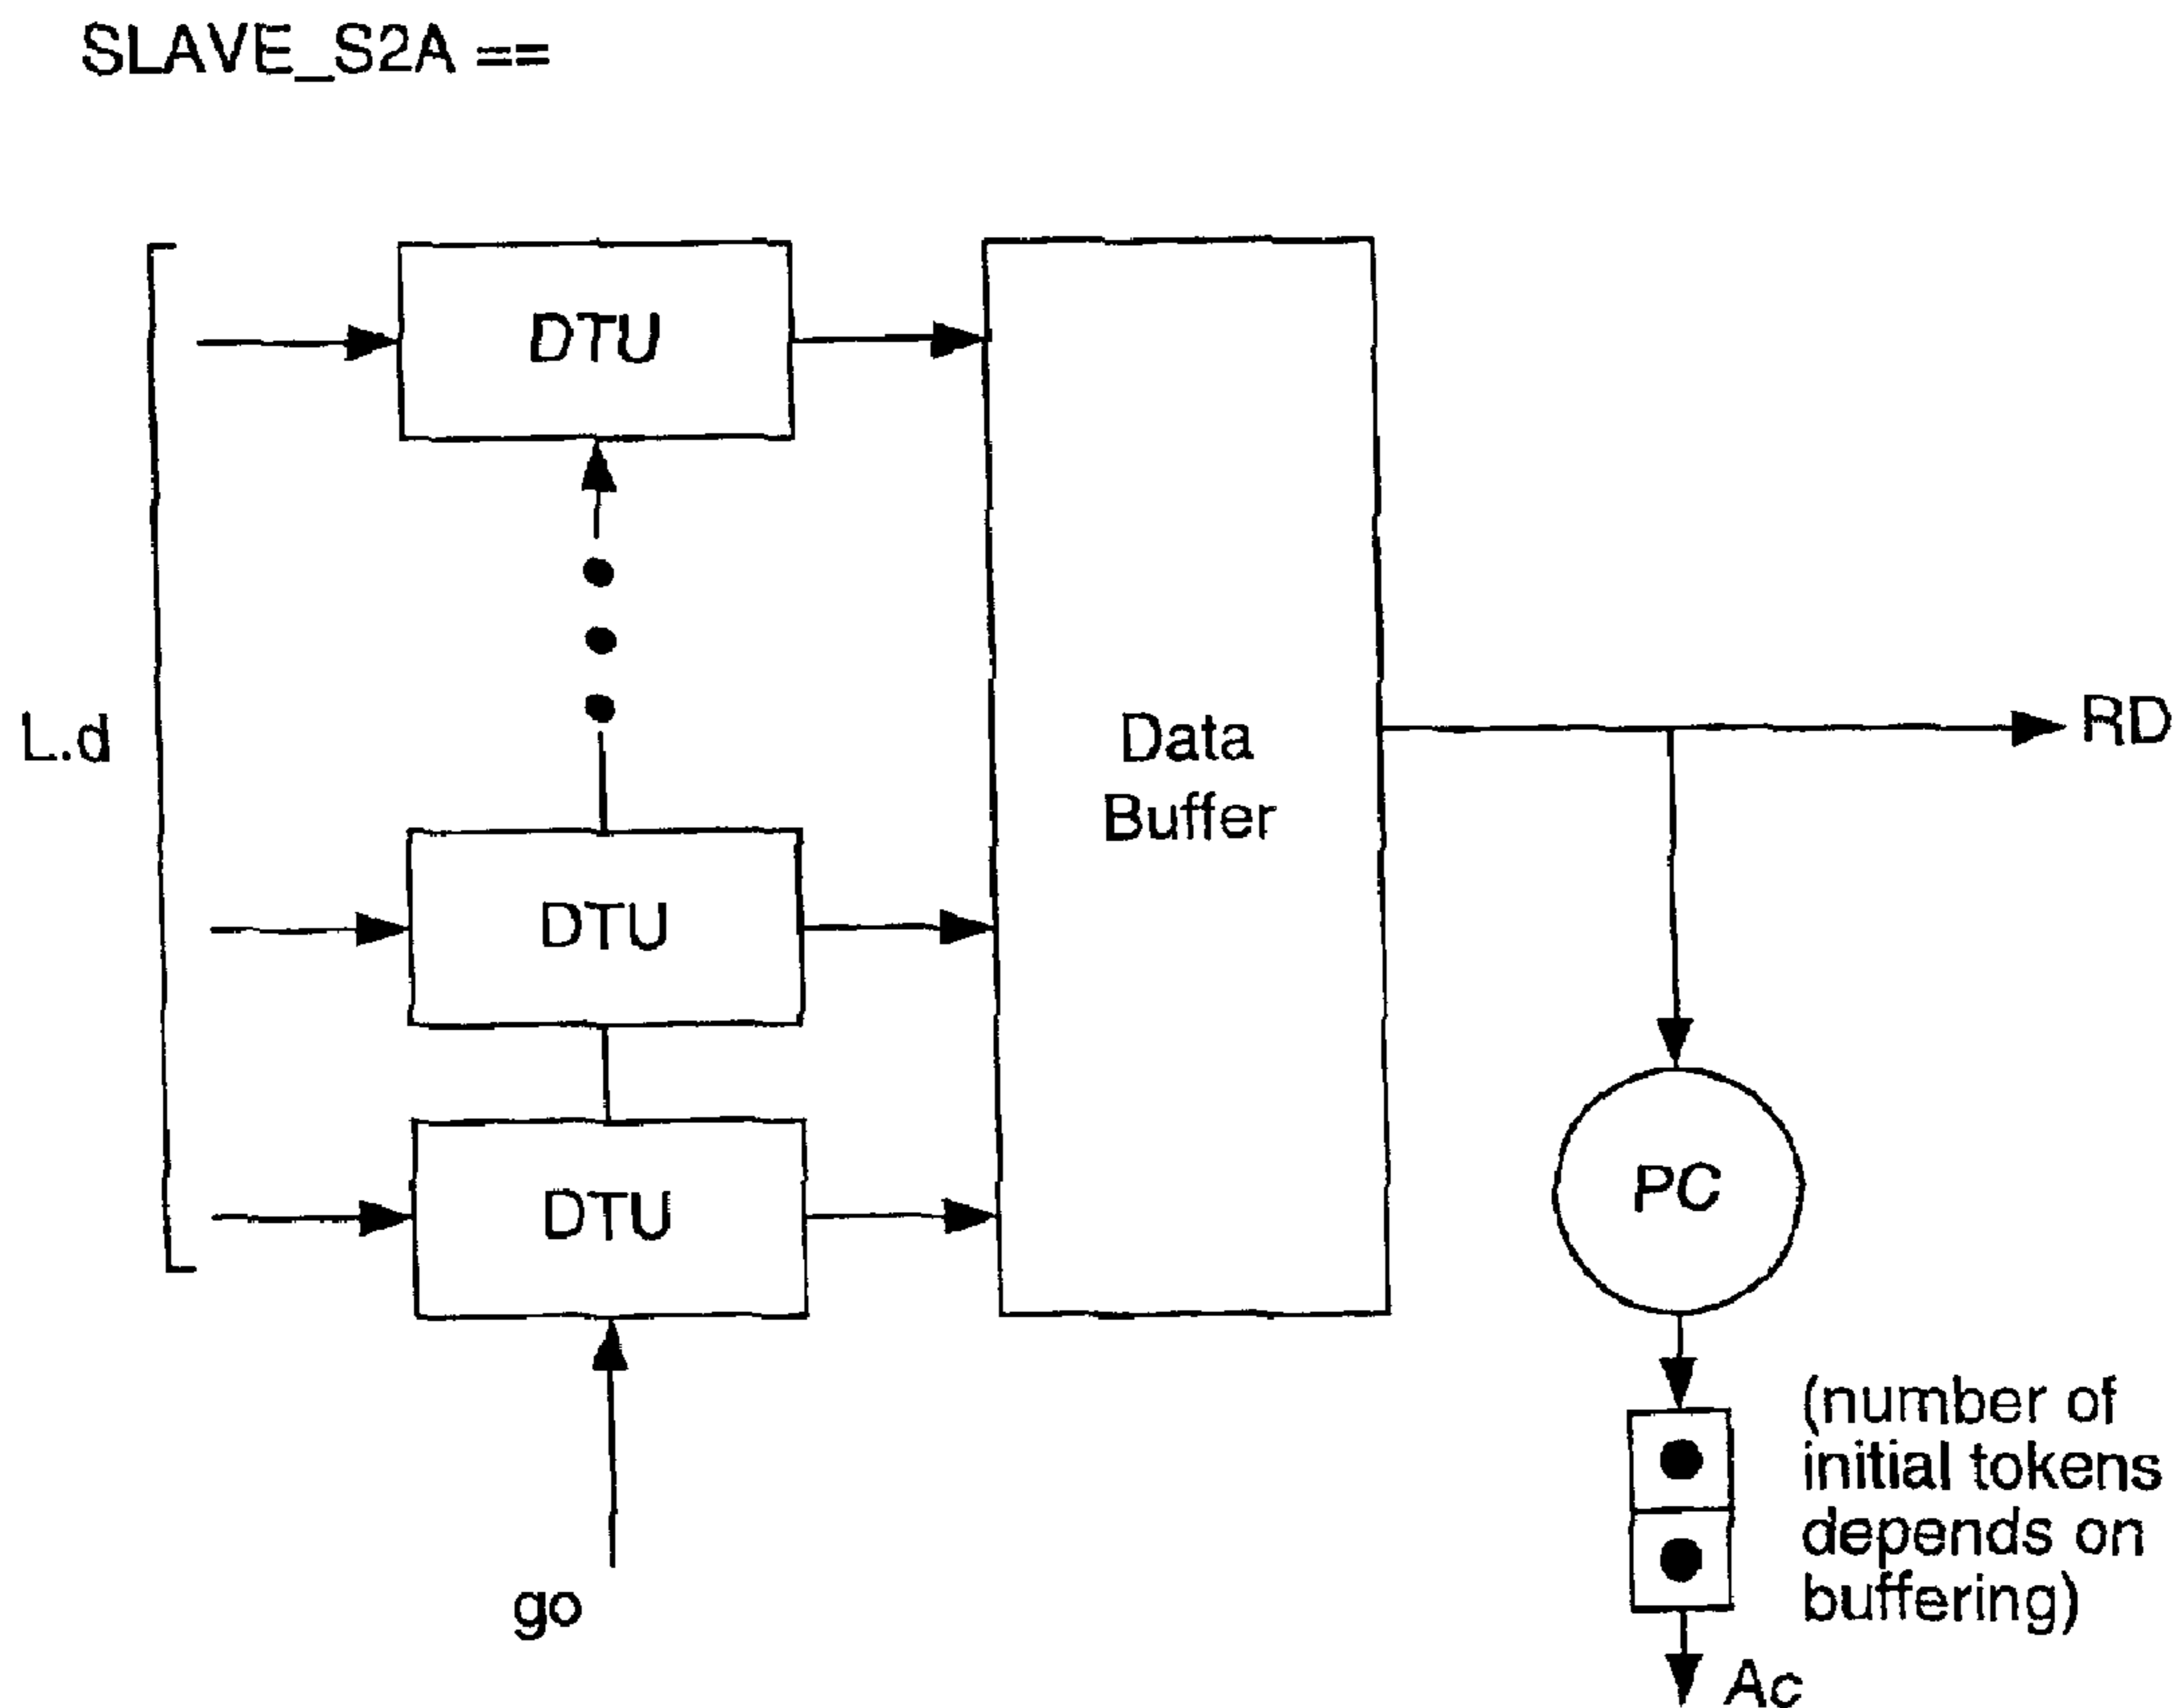 SLAVE_S2A ==
DTU
L.d
Data
Buffer
RD
DTU
DTU
PC
(number of
initial tokens
depends on
buffering)
go
Ac